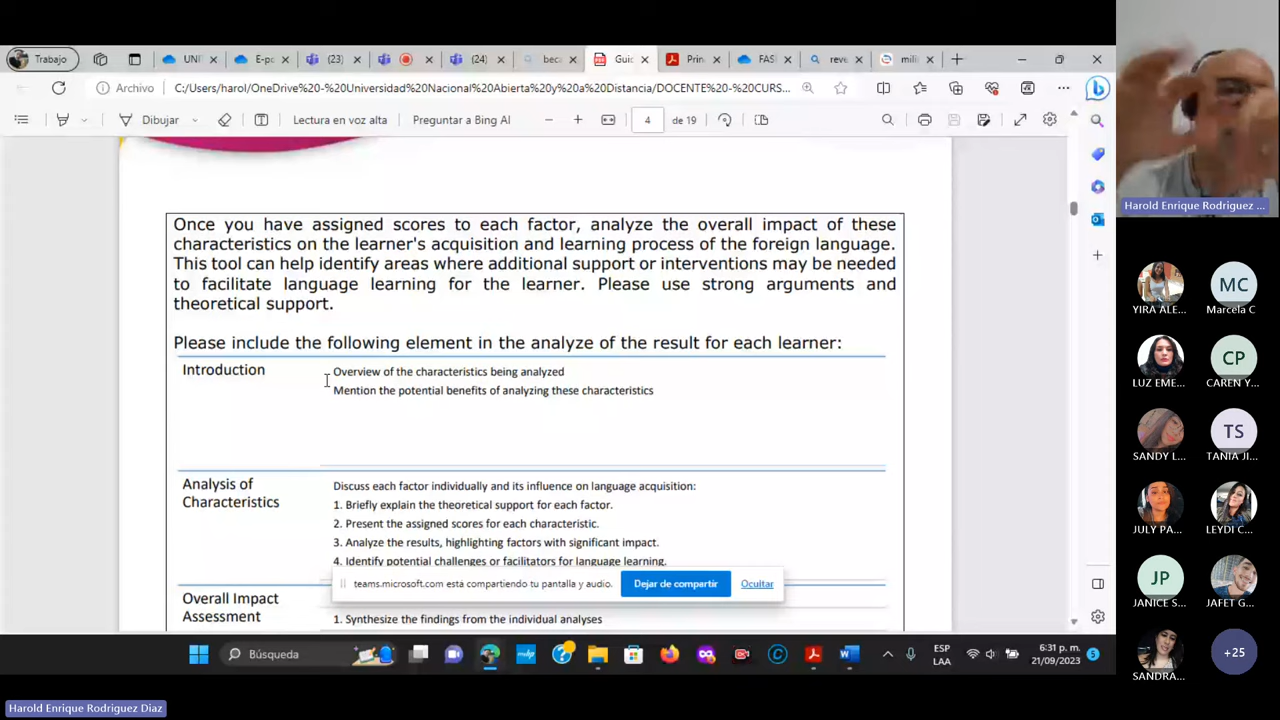 Trabajo
UNI
E-po
(23)
(24)
beca
Guia
Prin
FASI
reve
mili
Archivo
C:/Users/harol/OneDrive%20-%20Universidad%20Nacional%20Abierta%20y%20a%20Distancia/DOCENTE%20-%20CURS...
Dibujar
Lectura en voz alta
Preguntar a Bing AI
4
de 19
Once you have assigned scores to each factor, analyze the overall impact of these
characteristics on the learner's acquisition and learning process of the foreign language.
This tool can help identify areas where additional support or interventions may be needed
to facilitate language learning for the learner. Please use strong arguments and
theoretical support.
Please include the following element in the analyze of the result for each learner:
Introduction
Overview of the characteristics being analyzed
Mention the potential benefits of analyzing these characteristics
Analysis of
Characteristics
Discuss each factor individually and its influence on language acquisition:
1. Briefly explain the theoretical support for each factor.
2. Present the assigned scores for each characteristic.
3. Analyze the results, highlighting factors with significant impact.
4. Identify potential challenges or facilitators for language learning.
teams.microsoft.com está compartiendo tu pantalla y audio.
Dejar de compartir
Ocultar
Overall Impact
Assessment
1. Synthesize the findings from the individual analyses
Búsqueda
ESP
LAA
6:31 p. m.
21/09/2023
5
Harold Enrique Rodriguez ...
YIRA ALE...
MC
Marcela C
LUZ EME...
CP
CAREN Y...
SANDY L...
TS
TANIA JI...
JULY PA...
LEYDI C...
JP
JANICE S...
JAFET G...
SANDRA...
+25
Harold Enrique Rodriguez Diaz